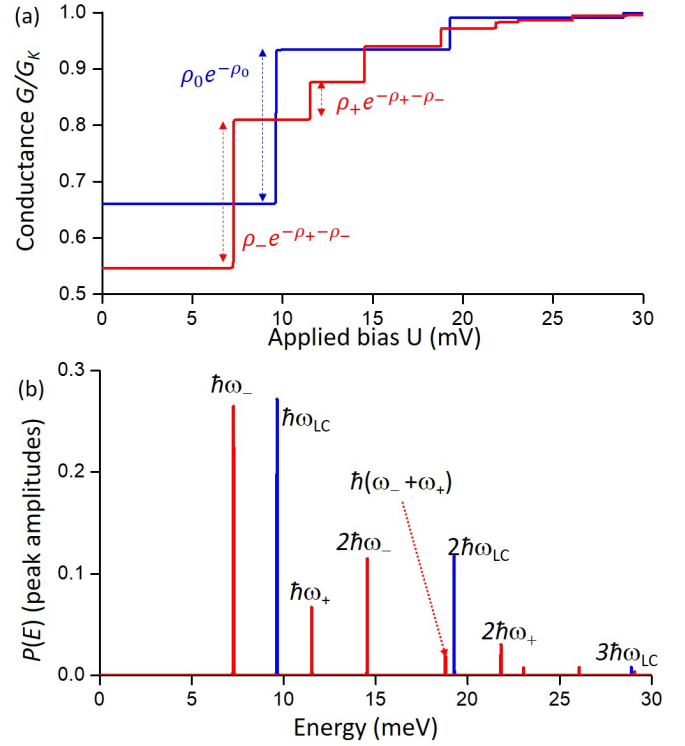 (a)
Conductance G/G_K
1.0
0.9
0.8
0.7
0.6
0.5
ρ₀e^{−ρ₀}
ρ₊e^{−ρ₊−ρ₋}
ρ₋e^{−ρ₊−ρ₋}
0 5 10 15 20 25 30
Applied bias U (mV)
(b)
P(E) (peak amplitudes)
0.3
0.2
0.1
0.0
ℏω₋
ℏω_LC
ℏ(ω₋ +ω₊)
2ℏω₋
2ℏω_LC
ℏω₊
2ℏω₊
3ℏω_LC
0 5 10 15 20 25 30
Energy (meV)